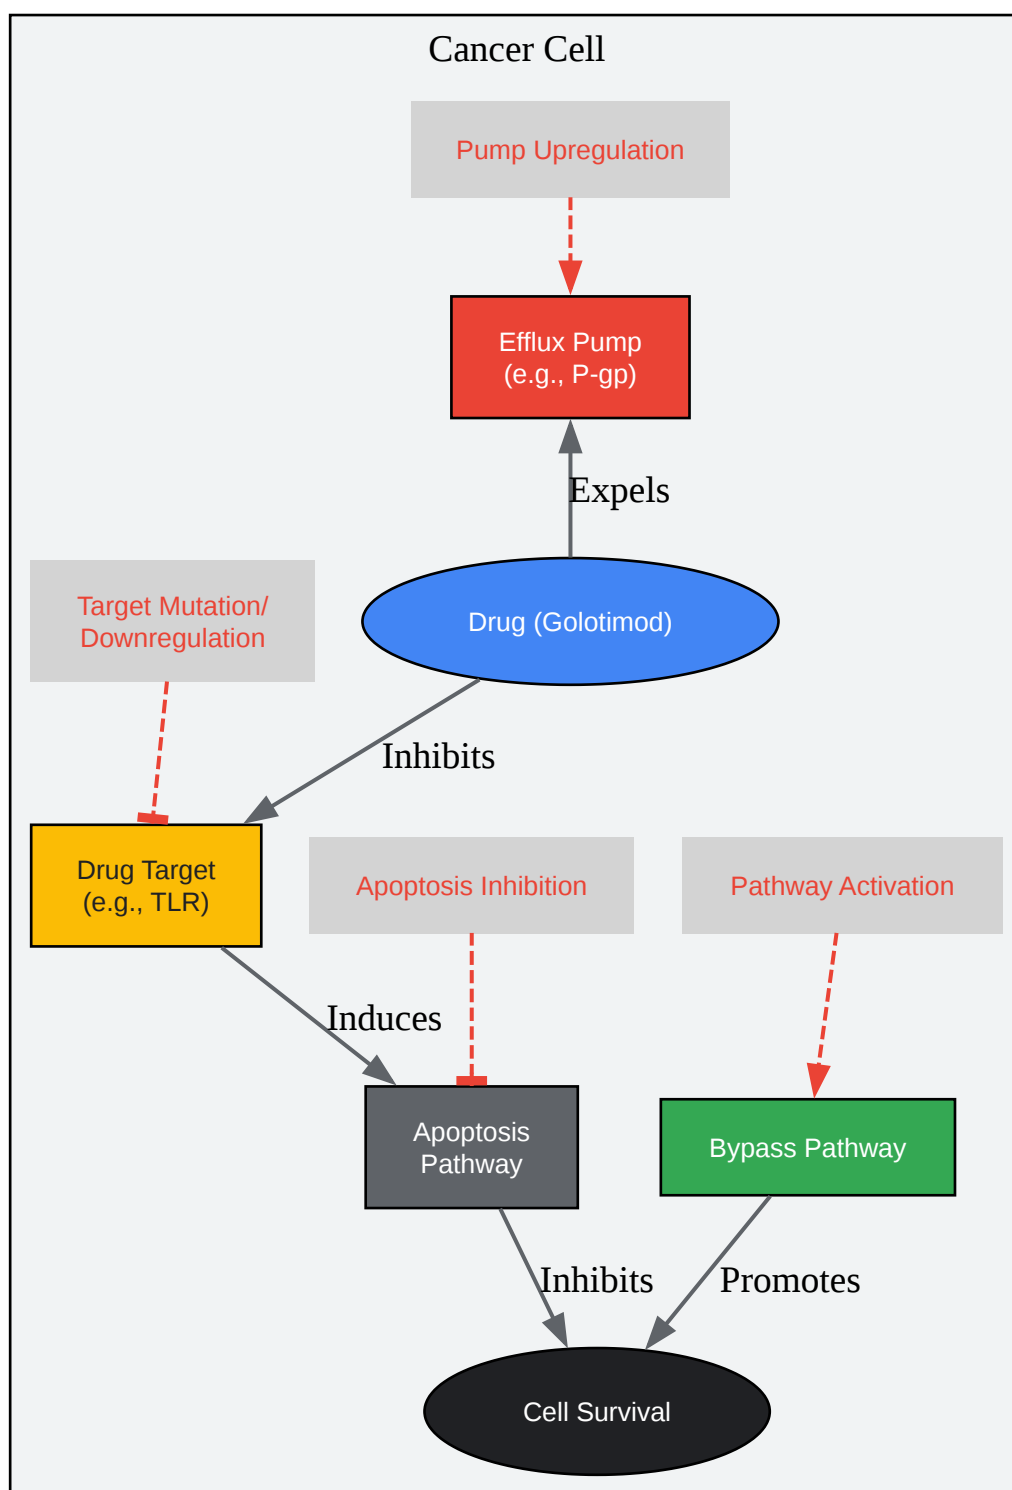 Cancer Cell
Pump Upregulation
Efflux Pump
(e.g., P-gp)
Expels
Drug (Golotimod)
Target Mutation/
Downregulation
Inhibits
Drug Target
(e.g., TLR)
Apoptosis Inhibition
Pathway Activation
Induces
Apoptosis
Pathway
Bypass Pathway
Inhibits
Promotes
Cell Survival